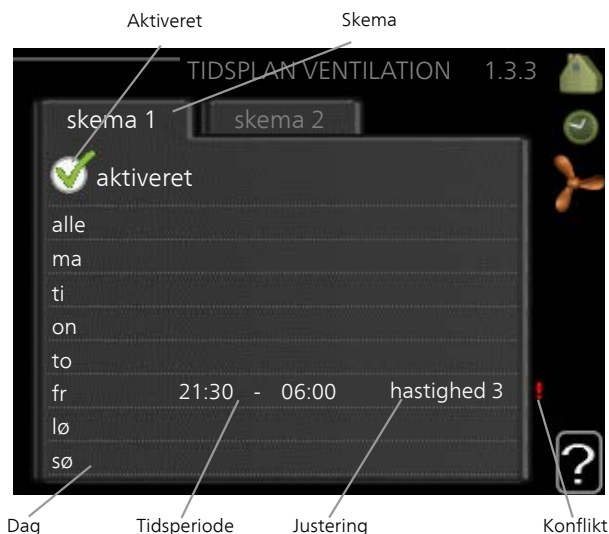 Aktiveret Skema
TIDSPLAN VENTILATION 1.3.3
skema 1 skema 2
aktiveret
alle
ma
ti
on
to
fr 21:30 - 06:00 hastighed 3 !
lø
sø
?
Dag Tidsperiode Justering Konflikt